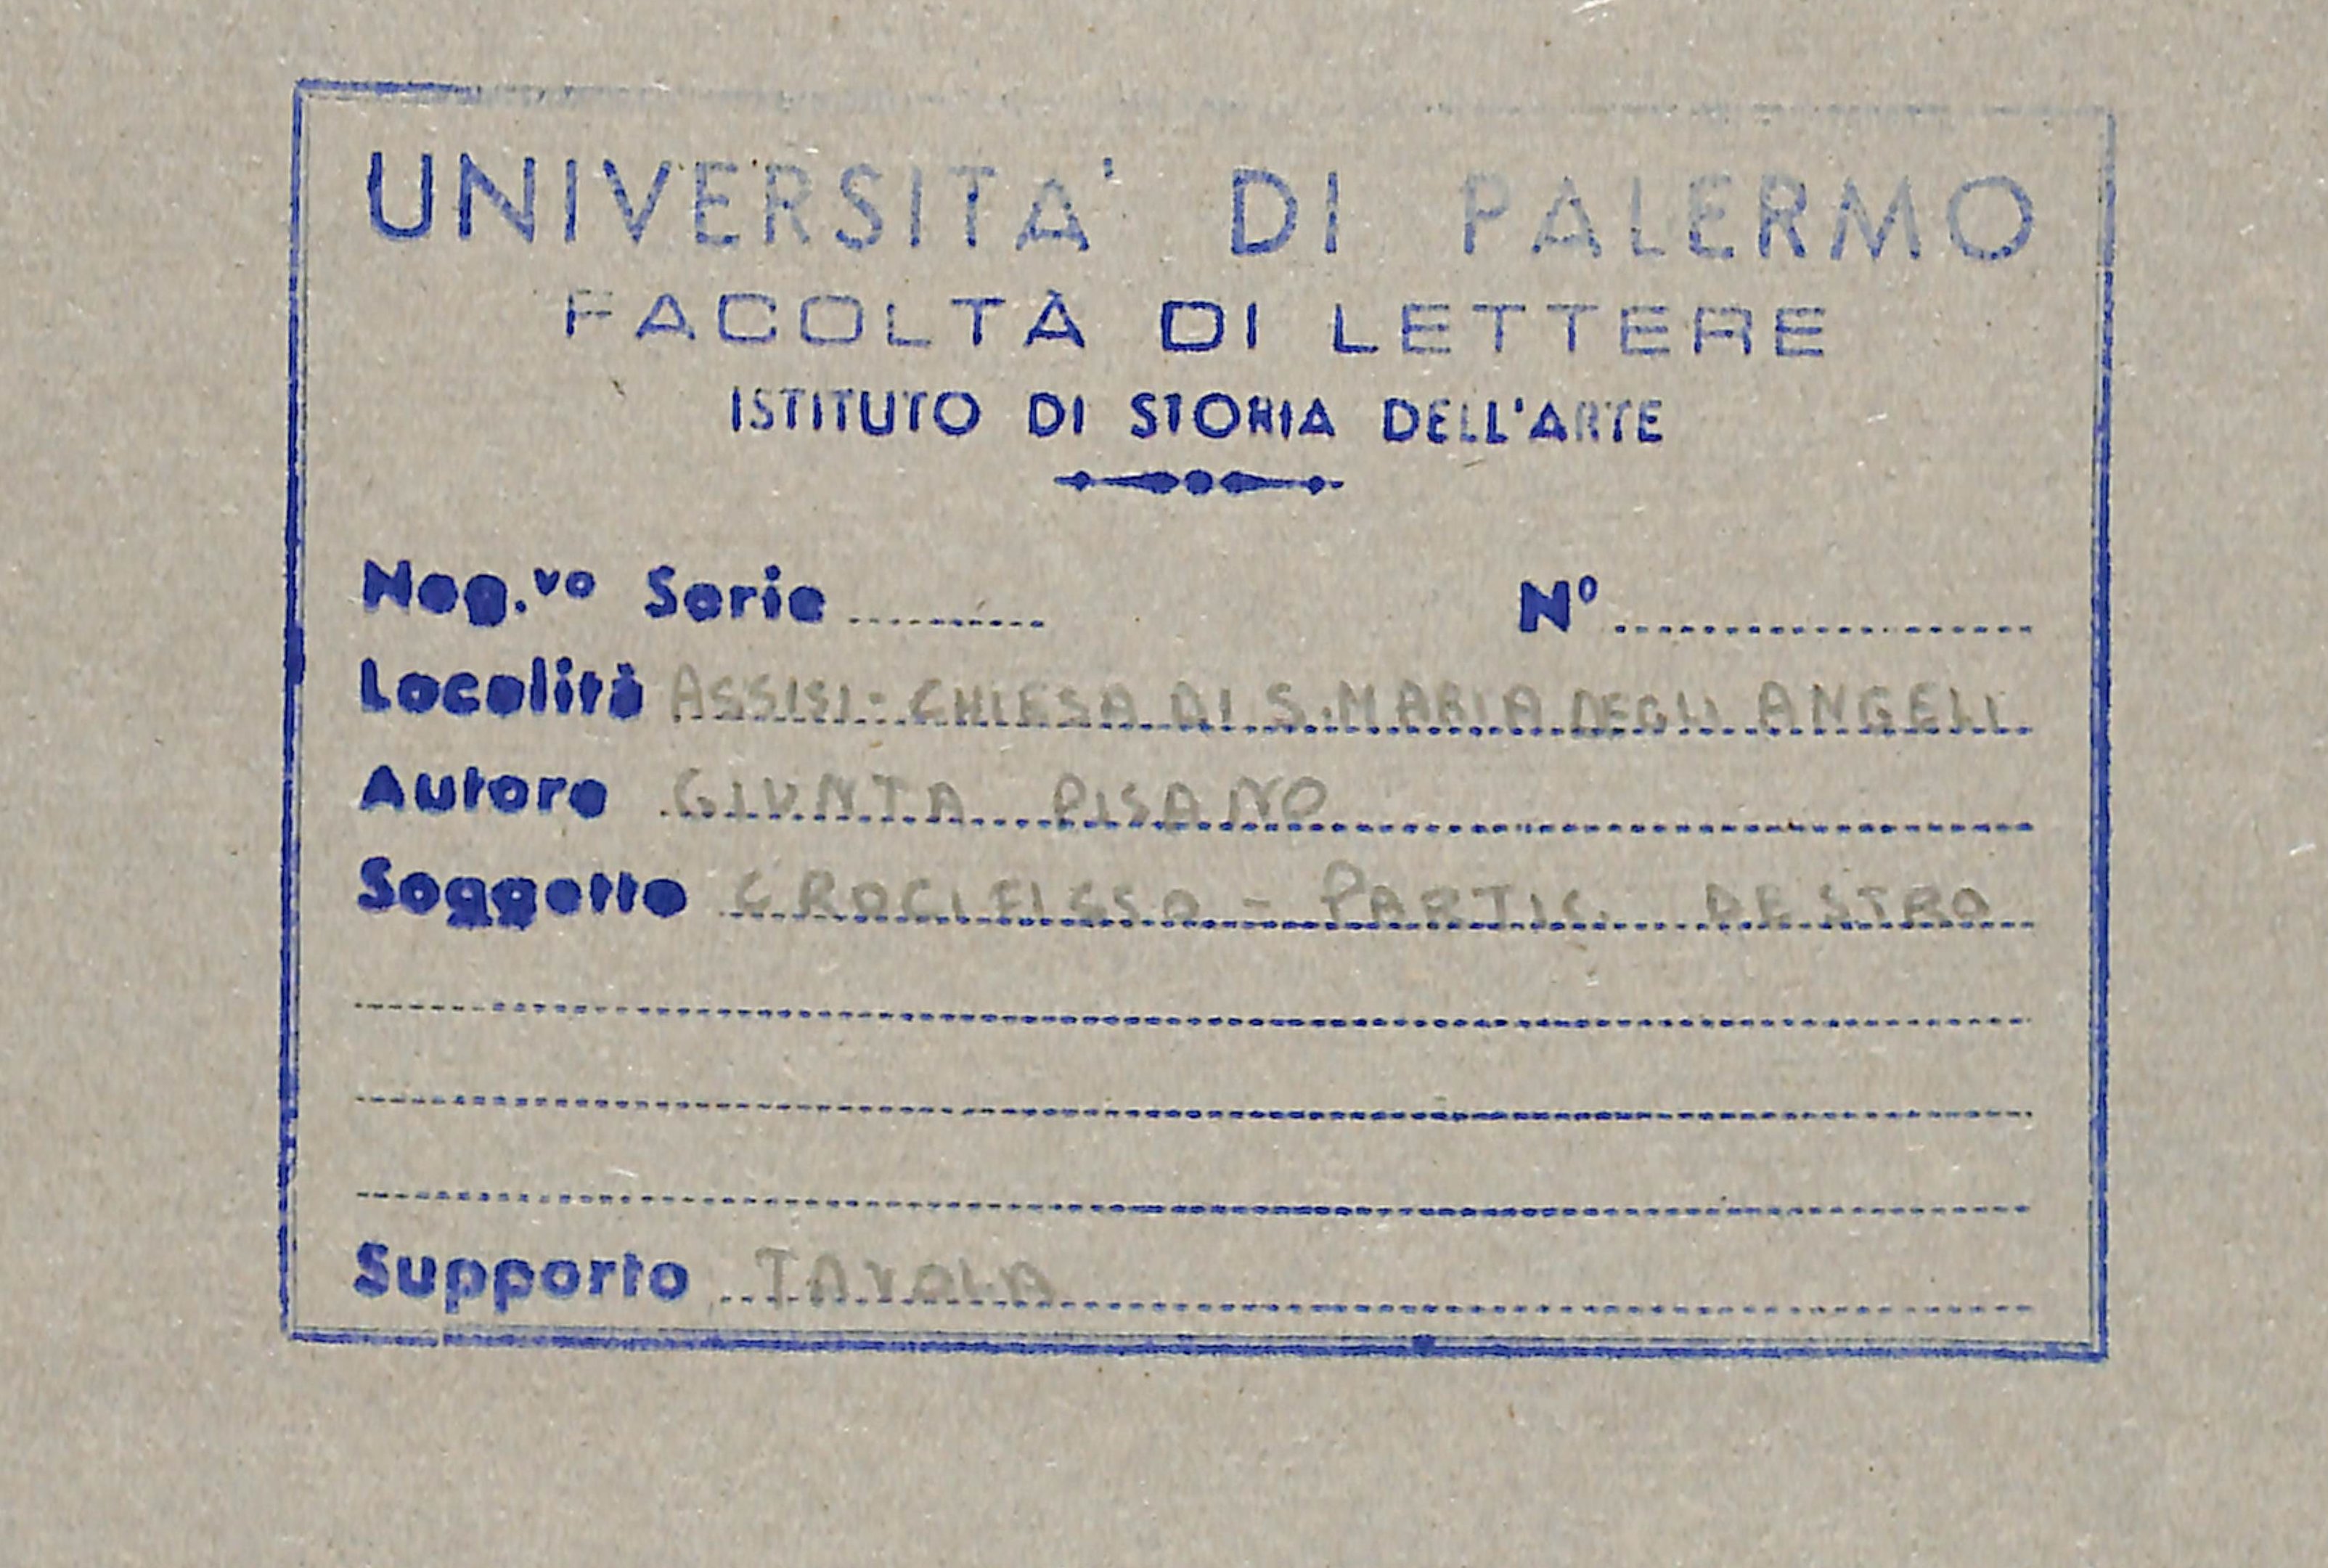 UNIVERSITA' DI PALERMO
FACOLTÀ DI LETTERE
ISTITUTO DI STORIA DELL'ARTE
Neg.vo Serie .......... N° ....................
Località ASSISI - CHIESA DI S. MARIA DEGLI ANGELI
Autore GIUNTA PISANO
Soggetto CROCIFISSO - PARTIC. DESTRO
Supporto TAVOLA